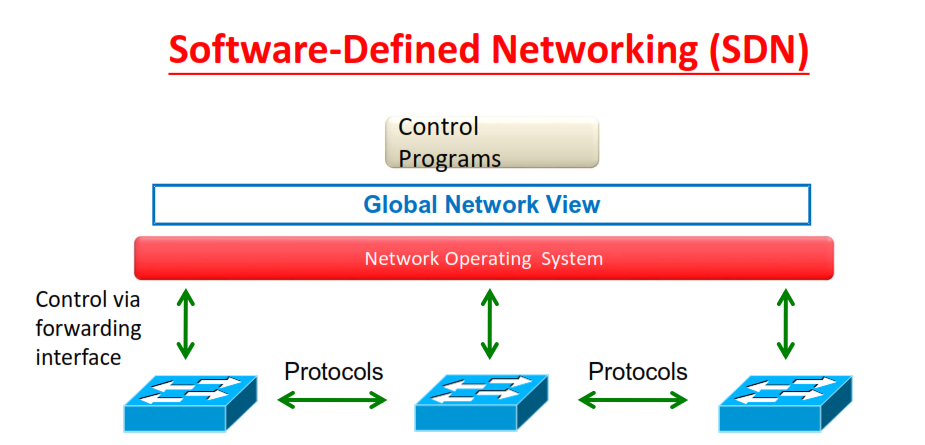 Software-Defined Networking (SDN)
Control
Programs
Global Network View
Network Operating System
Control via
forwarding
interface
Protocols
Protocols